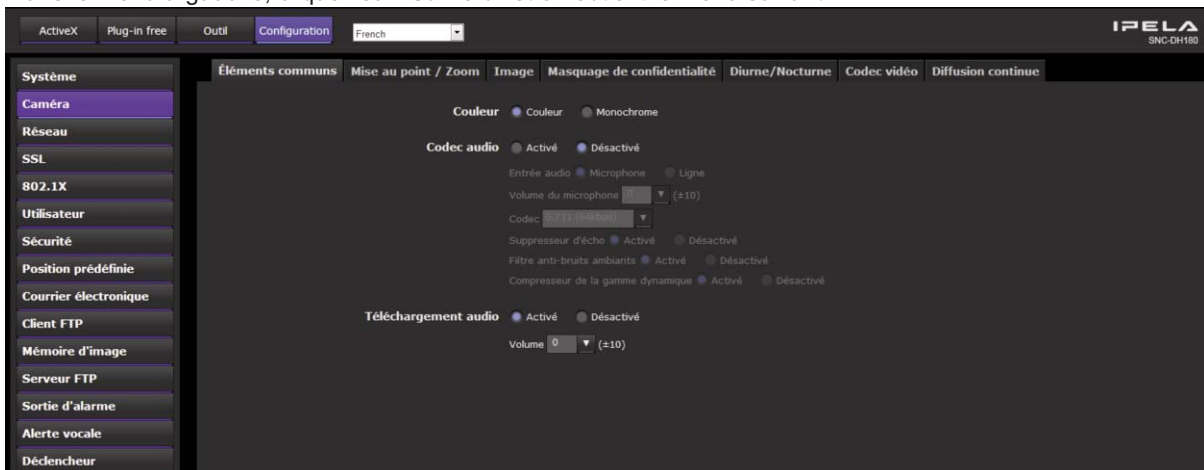 ActiveX Plug-in free Outil Configuration French
IPELA
SNC-DH180
Système
Caméra
Réseau
SSL
802.1X
Utilisateur
Sécurité
Position prédéfinie
Courrier électronique
Client FTP
Mémoire d'image
Serveur FTP
Sortie d'alarme
Alerte vocale
Déclencheur
Éléments communs Mise au point / Zoom Image Masquage de confidentialité Diurne/Nocturne Codec vidéo Diffusion continue
Couleur Couleur Monochrome
Codec audio Activé Désactivé
Entrée audio Microphone Ligne
Volume du microphone 0 (±10)
Codec G.711 (64kbps)
Suppresseur d'écho Activé Désactivé
Filtre anti-bruits ambiants Activé Désactivé
Compresseur de la gamme dynamique Activé Désactivé
Téléchargement audio Activé Désactivé
Volume 0 (±10)